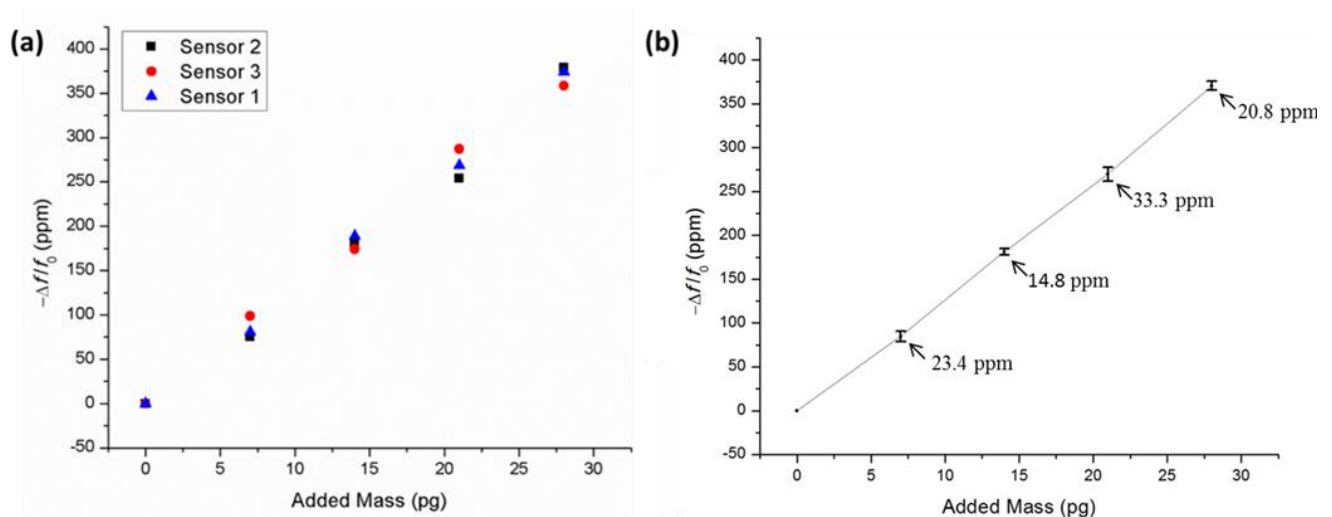 (a)
400
350
300
250
200
150
100
50
0
-50
−Δf/f₀ (ppm)
Sensor 2
Sensor 3
Sensor 1
0 5 10 15 20 25 30
Added Mass (pg)
(b)
400
350
300
250
200
150
100
50
0
-50
−Δf/f₀ (ppm)
20.8 ppm
33.3 ppm
14.8 ppm
23.4 ppm
0 5 10 15 20 25 30
Added Mass (pg)